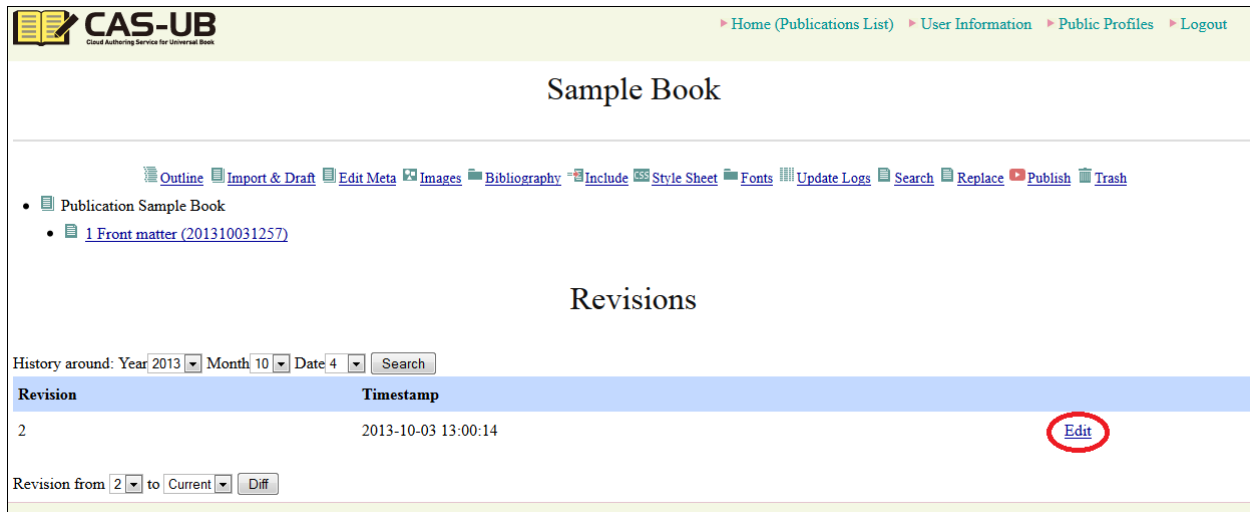 CAS-UB
Cloud Authoring Service for Universal Book
Home (Publications List) User Information Public Profiles Logout
Sample Book
Outline Import & Draft Edit Meta Images Bibliography Include CSS Style Sheet Fonts Update Logs Search Replace Publish Trash
Publication Sample Book
1 Front matter (201310031257)
Revisions
History around: Year 2013 Month 10 Date 4 Search
Revision Timestamp
2 2013-10-03 13:00:14 Edit
Revision from 2 to Current Diff